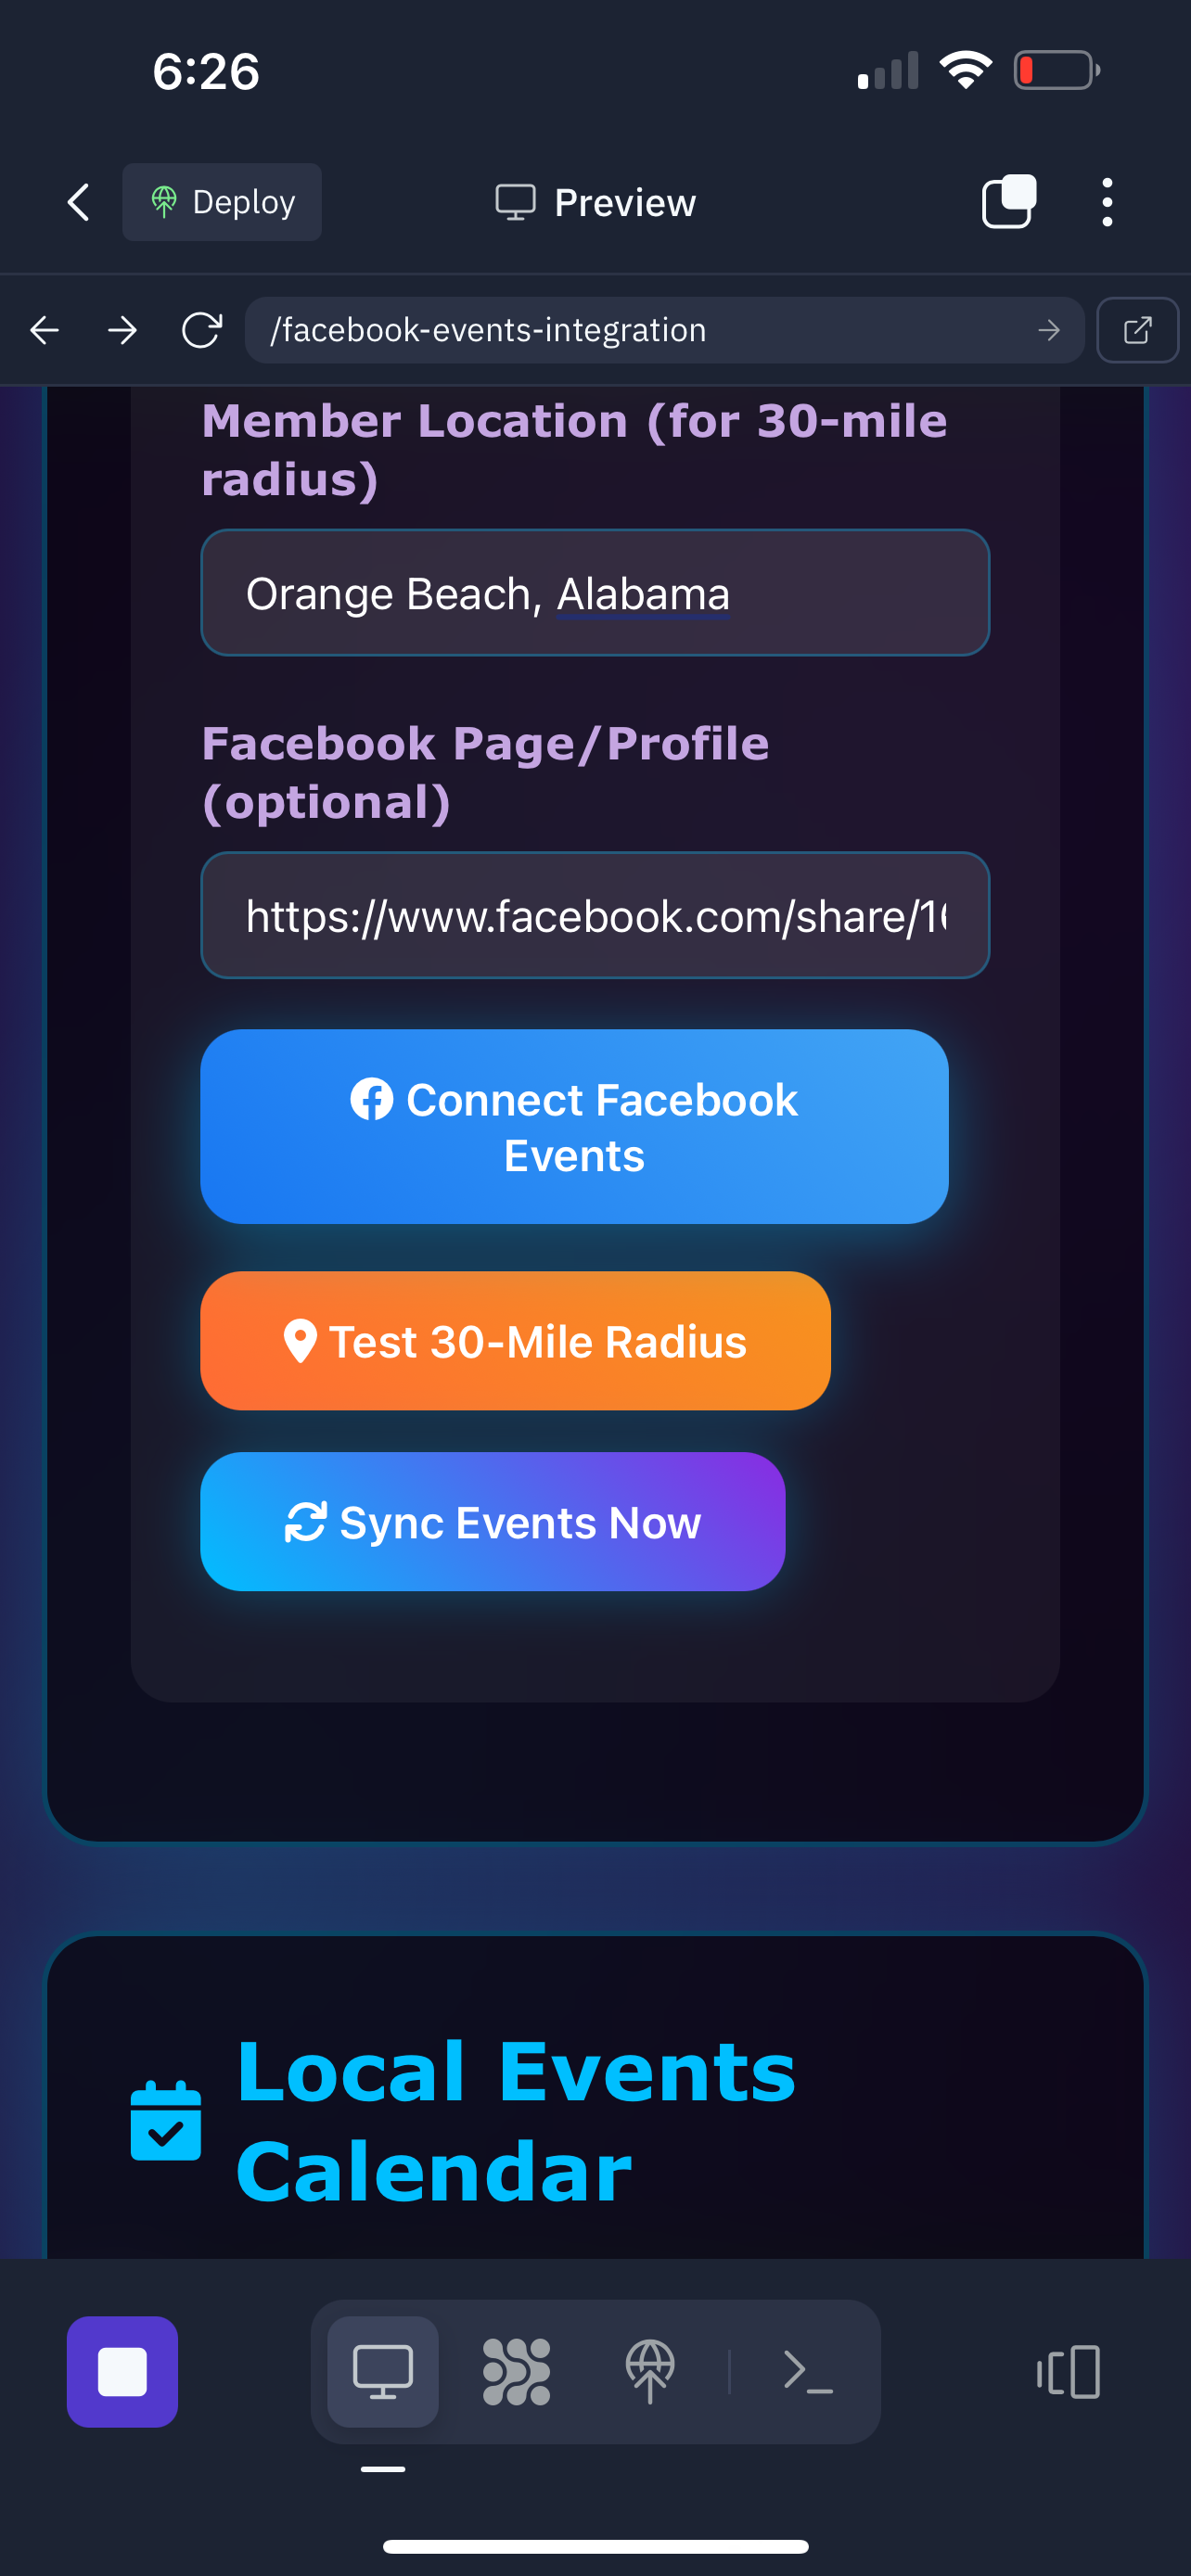 6:26
Deploy
Preview
/facebook-events-integration
Member Location (for 30-mile
radius)
Orange Beach, Alabama
Facebook Page/Profile
(optional)
https://www.facebook.com/share/1
Connect Facebook
Events
Test 30-Mile Radius
Sync Events Now
Local Events
Calendar